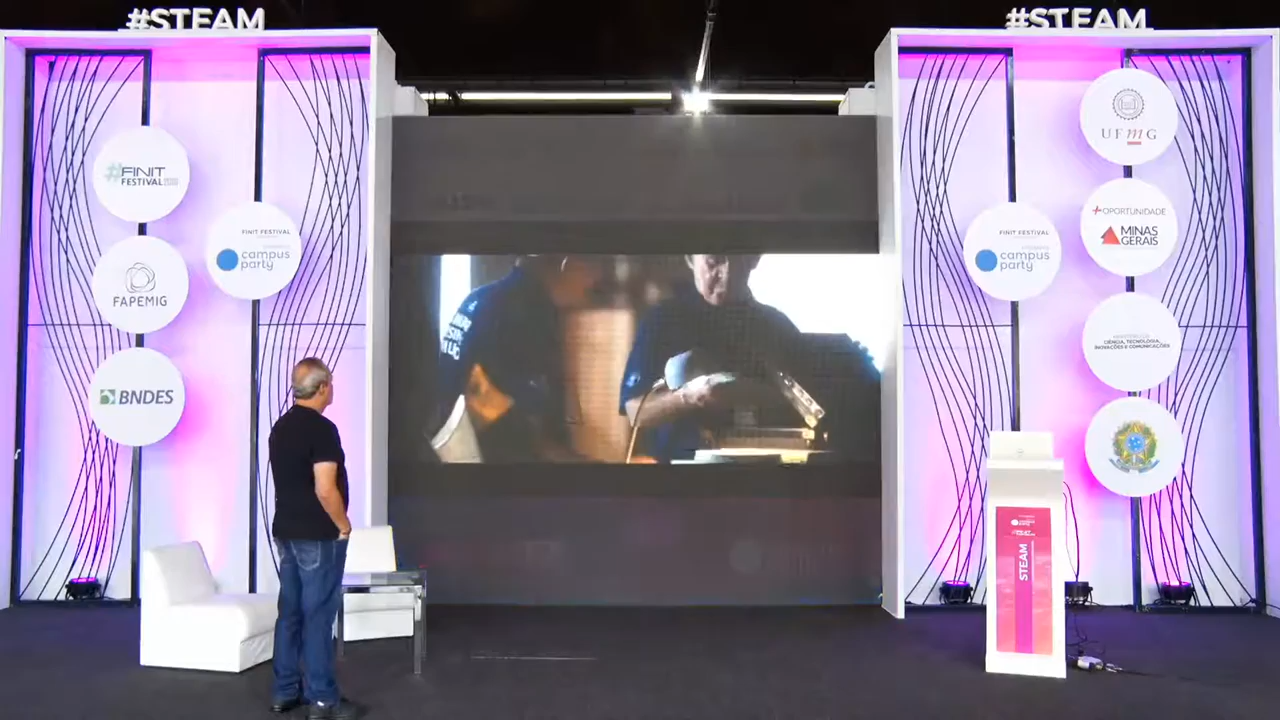 #STEAM
#FINIT
FESTIVAL
FINIT FESTIVAL
campus
party
FAPEMIG
BNDES
#STEAM
UFMG
+OPORTUNIDADE
MINAS
GERAIS
FINIT FESTIVAL
campus
party
CIÊNCIA, TECNOLOGIA,
INOVAÇÕES E COMUNICAÇÕES
STEAM